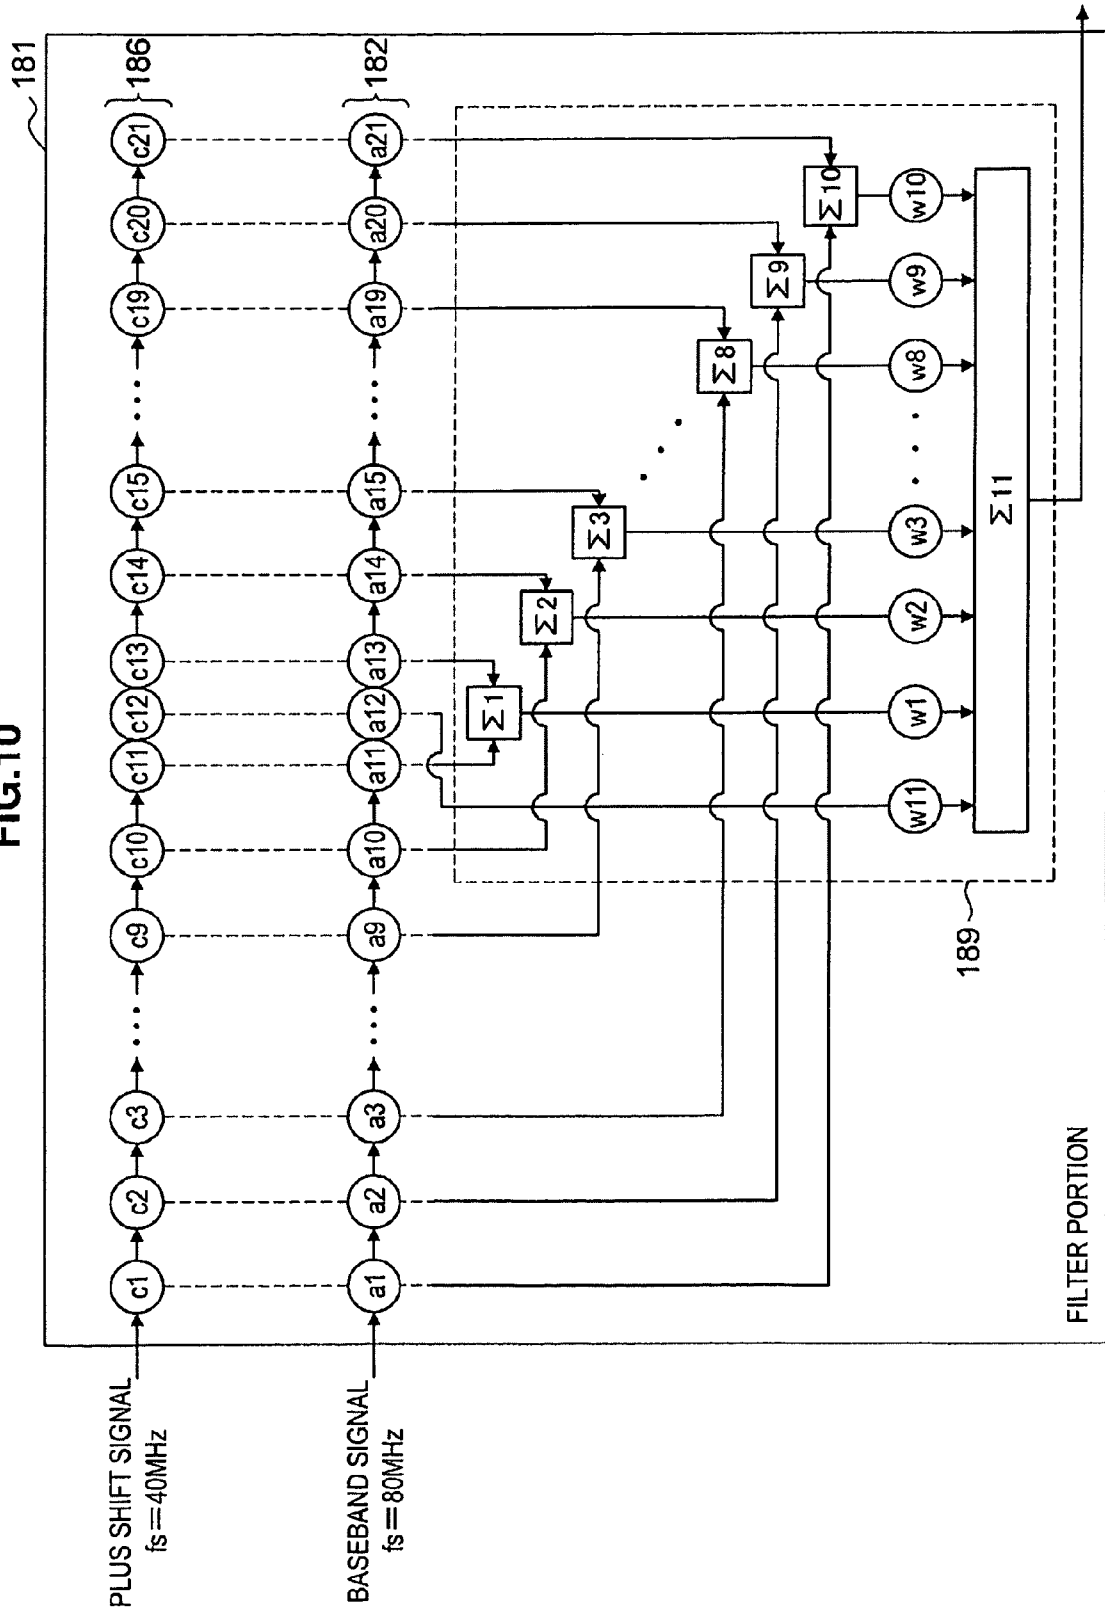 FIG.10
181
PLUS SHIFT SIGNAL
fs=40MHz
c1 c2 c3 c9 c10 c11 c12 c13 c14 c15 c19 c20 c21
186
BASEBAND SIGNAL
fs=80MHz
a1 a2 a3 a9 a10 a11 a12 a13 a14 a15 a19 a20 a21
182
Σ1
Σ2
Σ3
Σ8
Σ9
Σ10
w11 w1 w2 w3 w8 w9 w10
Σ11
189
FILTER PORTION